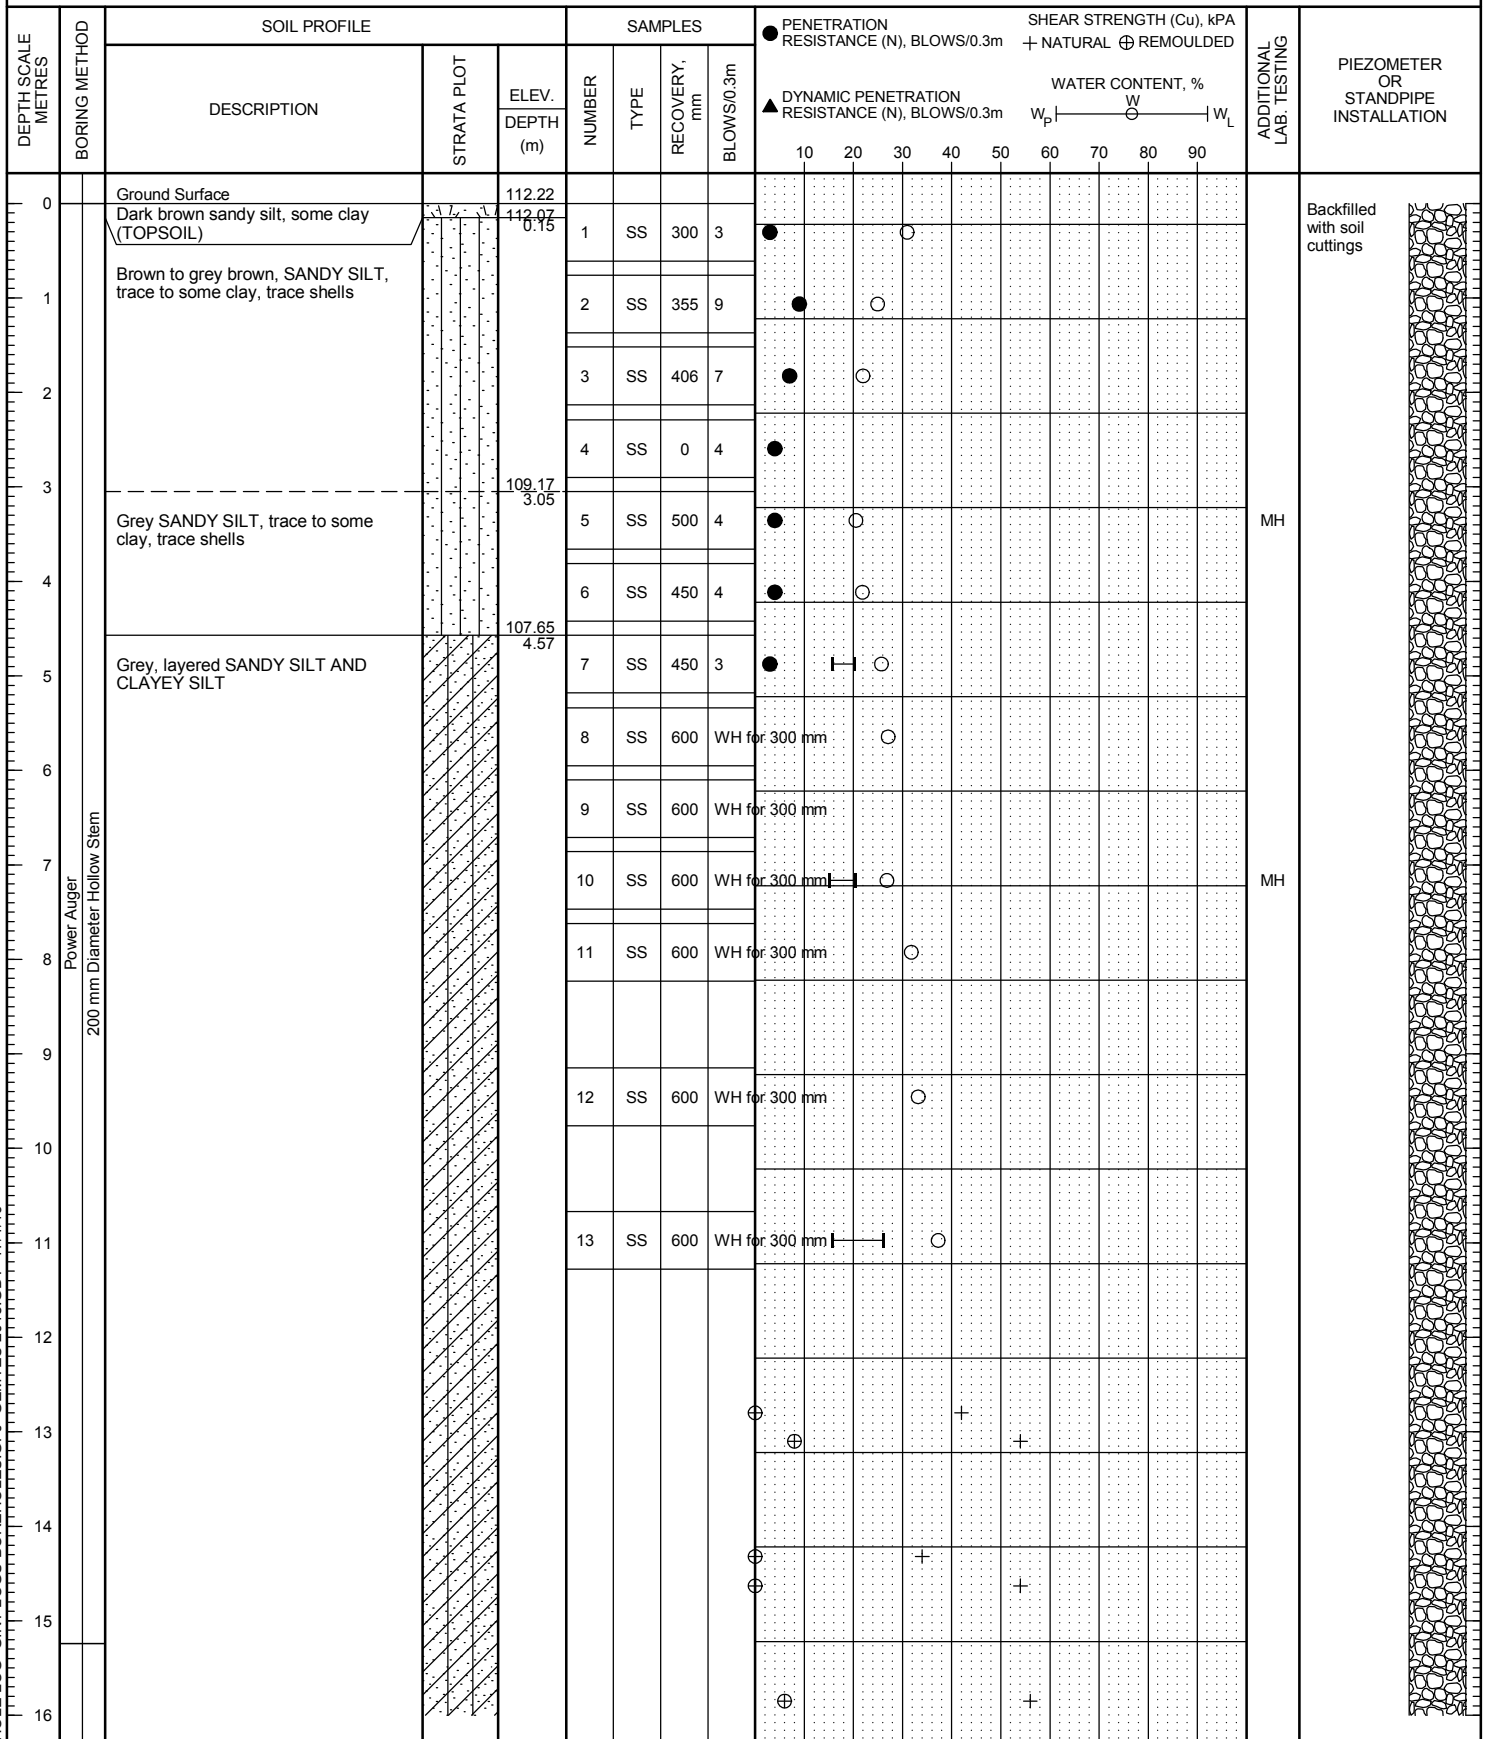 DEPTH SCALE
METRES
BORING METHOD
SOIL PROFILE
DESCRIPTION
STRATA PLOT
ELEV.
DEPTH
(m)
SAMPLES
NUMBER
TYPE
RECOVERY,
mm
BLOWS/0.3m
PENETRATION
RESISTANCE (N), BLOWS/0.3m
DYNAMIC PENETRATION
RESISTANCE (N), BLOWS/0.3m
SHEAR STRENGTH (Cu), kPA
+ NATURAL ⊕ REMOULDED
WATER CONTENT, %
WP W WL
10 20 30 40 50 60 70 80 90
ADDITIONAL
LAB. TESTING
PIEZOMETER
OR
STANDPIPE
INSTALLATION
Power Auger
200 mm Diameter Hollow Stem
0
1
2
3
4
5
6
7
8
9
10
11
12
13
14
15
16
Ground Surface 112.22
Dark brown sandy silt, some clay
(TOPSOIL)
112.07
0.15
Brown to grey brown, SANDY SILT,
trace to some clay, trace shells
109.17
3.05
Grey SANDY SILT, trace to some
clay, trace shells
107.65
4.57
Grey, layered SANDY SILT AND
CLAYEY SILT
1 SS 300 3
2 SS 355 9
3 SS 406 7
4 SS 0 4
5 SS 500 4 MH
6 SS 450 4
7 SS 450 3
8 SS 600 WH for 300 mm
9 SS 600 WH for 300 mm
10 SS 600 WH for 300 mm MH
11 SS 600 WH for 300 mm
12 SS 600 WH for 300 mm
13 SS 600 WH for 300 mm
Backfilled
with soil
cuttings